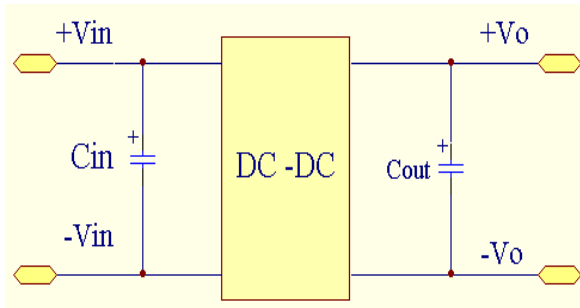 +Vin
+Vo
+
Cin
DC -DC
+
Cout
-Vin
-Vo